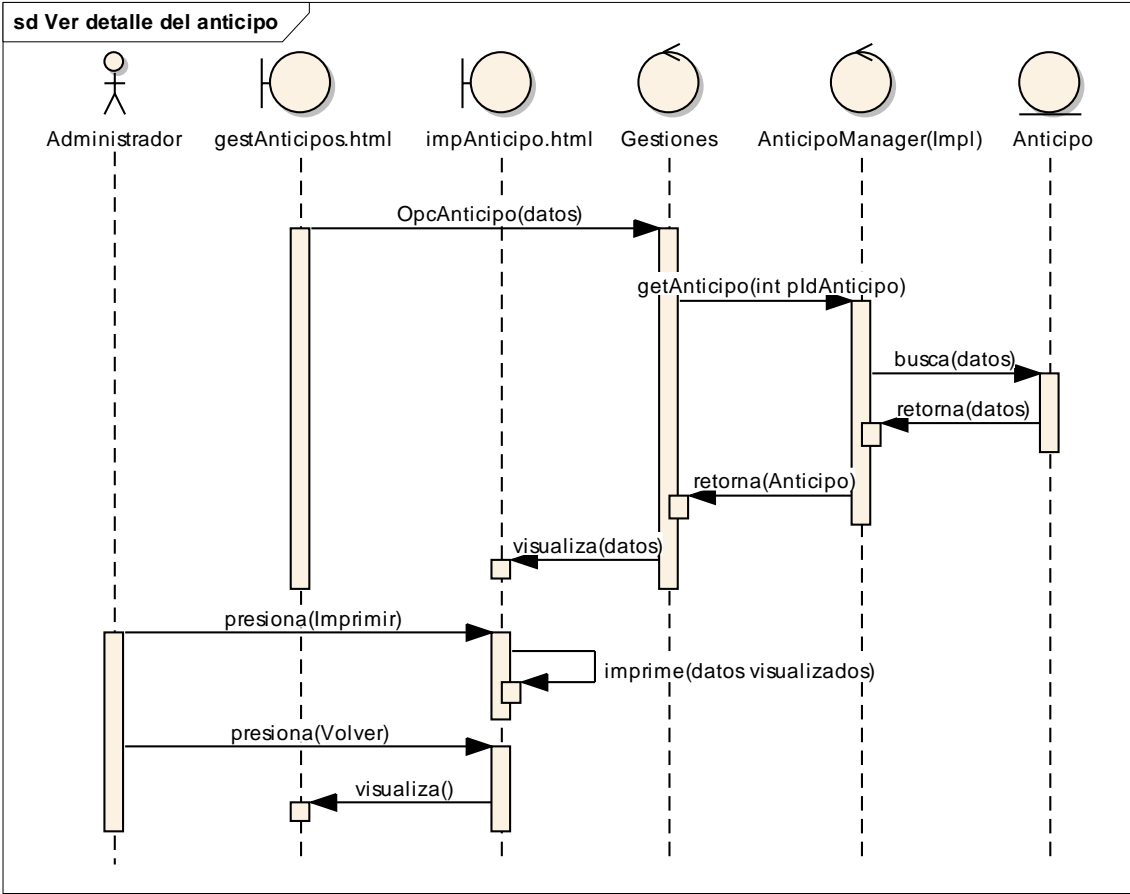 sd Ver detalle del anticipo
Administrador
gestAnticipos.html
impAnticipo.html
Gestiones
AnticipoManager(Impl)
Anticipo
OpcAnticipo(datos)
getAnticipo(int pIdAnticipo)
busca(datos)
retorna(datos)
retorna(Anticipo)
visualiza(datos)
presiona(Imprimir)
imprime(datos visualizados)
presiona(Volver)
visualiza()